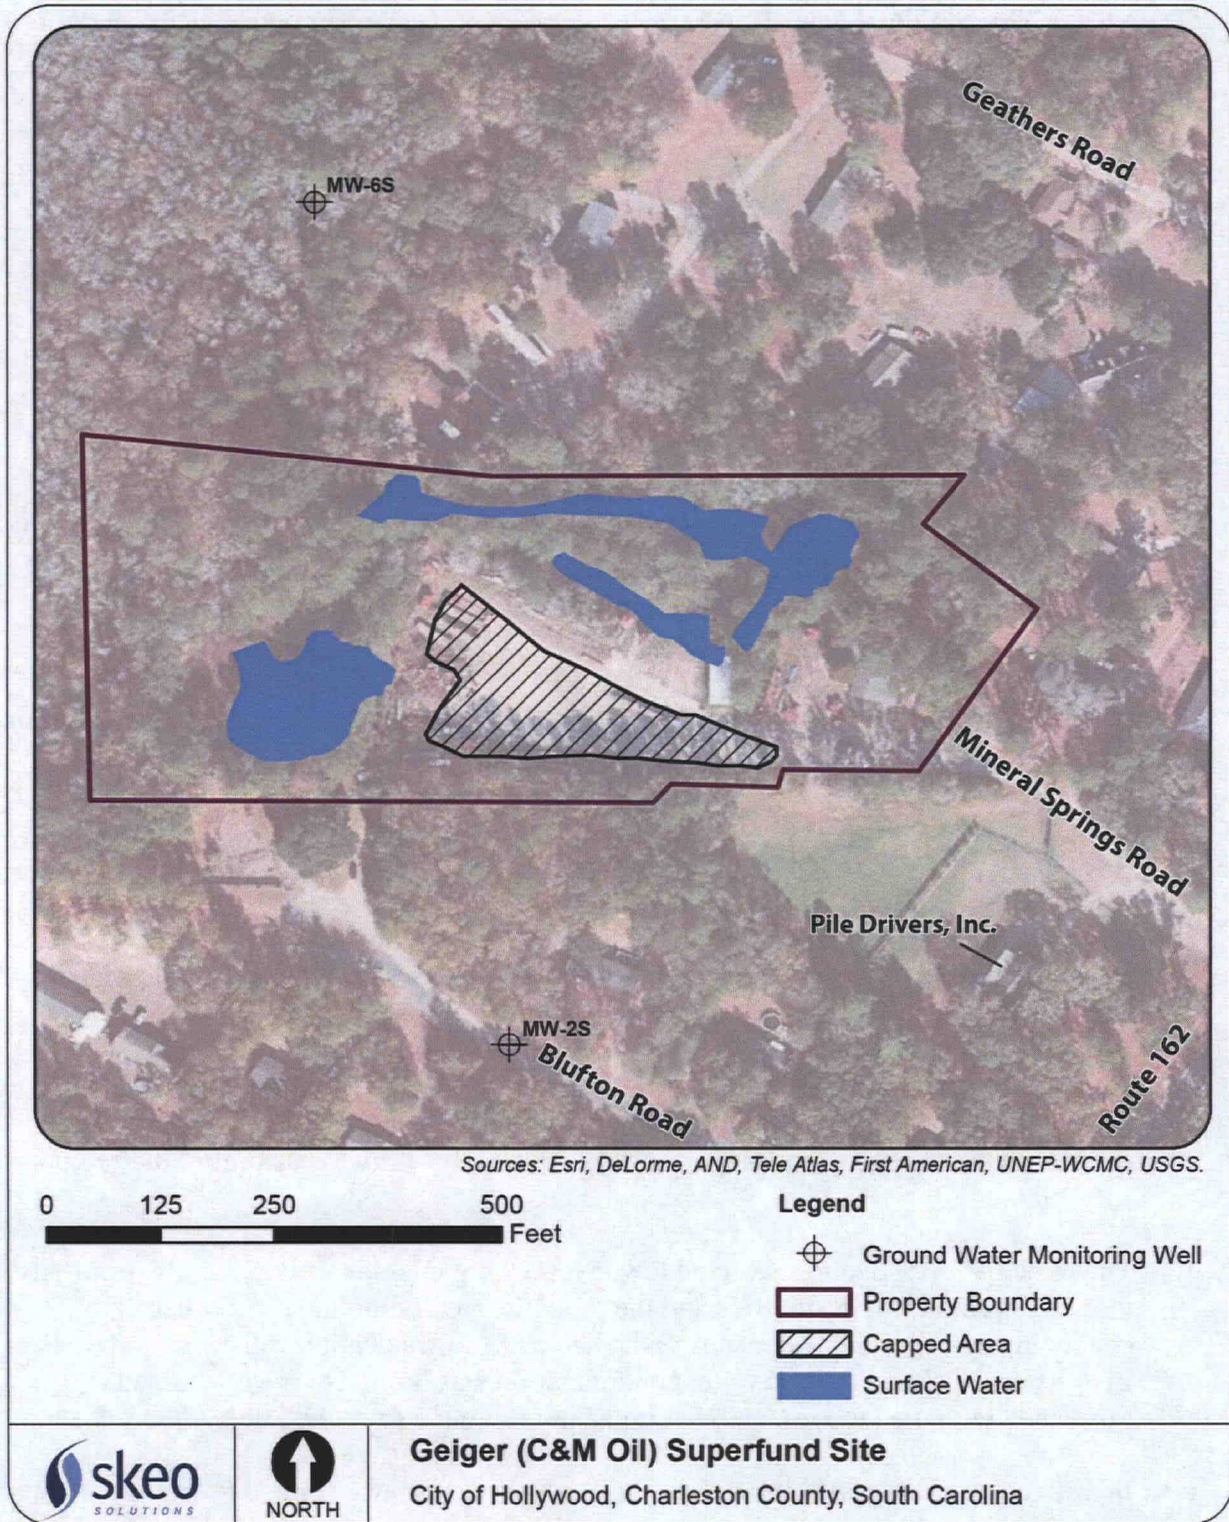 Geathers Road
MW-6S
Mineral Springs Road
Pile Drivers, Inc.
MW-2S
Blufton Road
Route 162
Sources: Esri, DeLorme, AND, Tele Atlas, First American, UNEP-WCMC, USGS.
0 125 250 500
Feet
Legend
Ground Water Monitoring Well
Property Boundary
Capped Area
Surface Water
skeo
SOLUTIONS
NORTH
Geiger (C&M Oil) Superfund Site
City of Hollywood, Charleston County, South Carolina